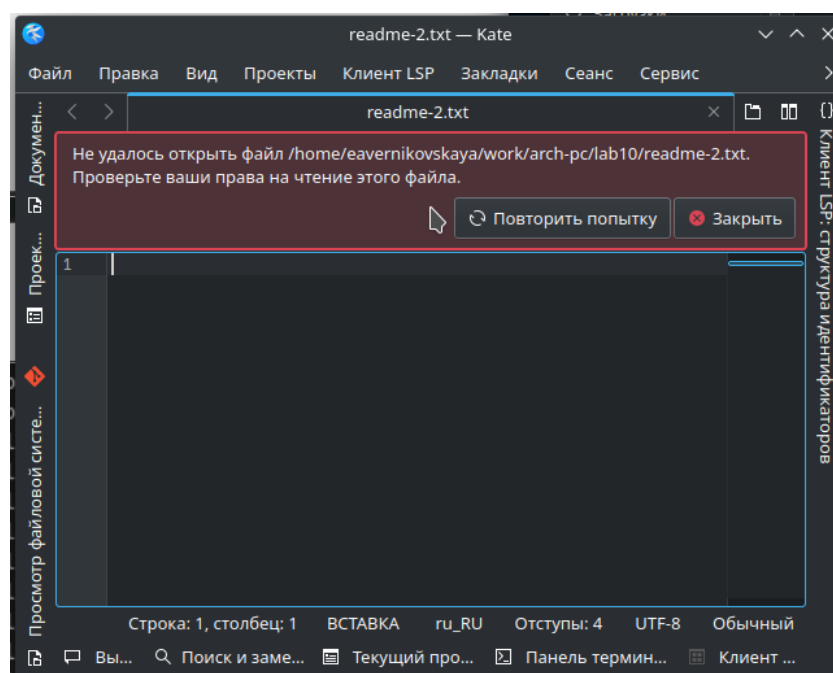 readme-2.txt — Kate
Файл Правка Вид Проекты Клиент LSP Закладки Сеанс Сервис
readme-2.txt
Не удалось открыть файл /home/eavernikovskaya/work/arch-pc/lab10/readme-2.txt.
Проверьте ваши права на чтение этого файла.
Повторить попытку Закрыть
1
Докумен...
Проек...
Просмотр файловой систе...
{} Клиент LSP: структура идентификаторов
Строка: 1, столбец: 1 ВСТАВКА ru_RU Отступы: 4 UTF-8 Обычный
Вы... Поиск и заме... Текущий про... Панель термин... Клиент ...